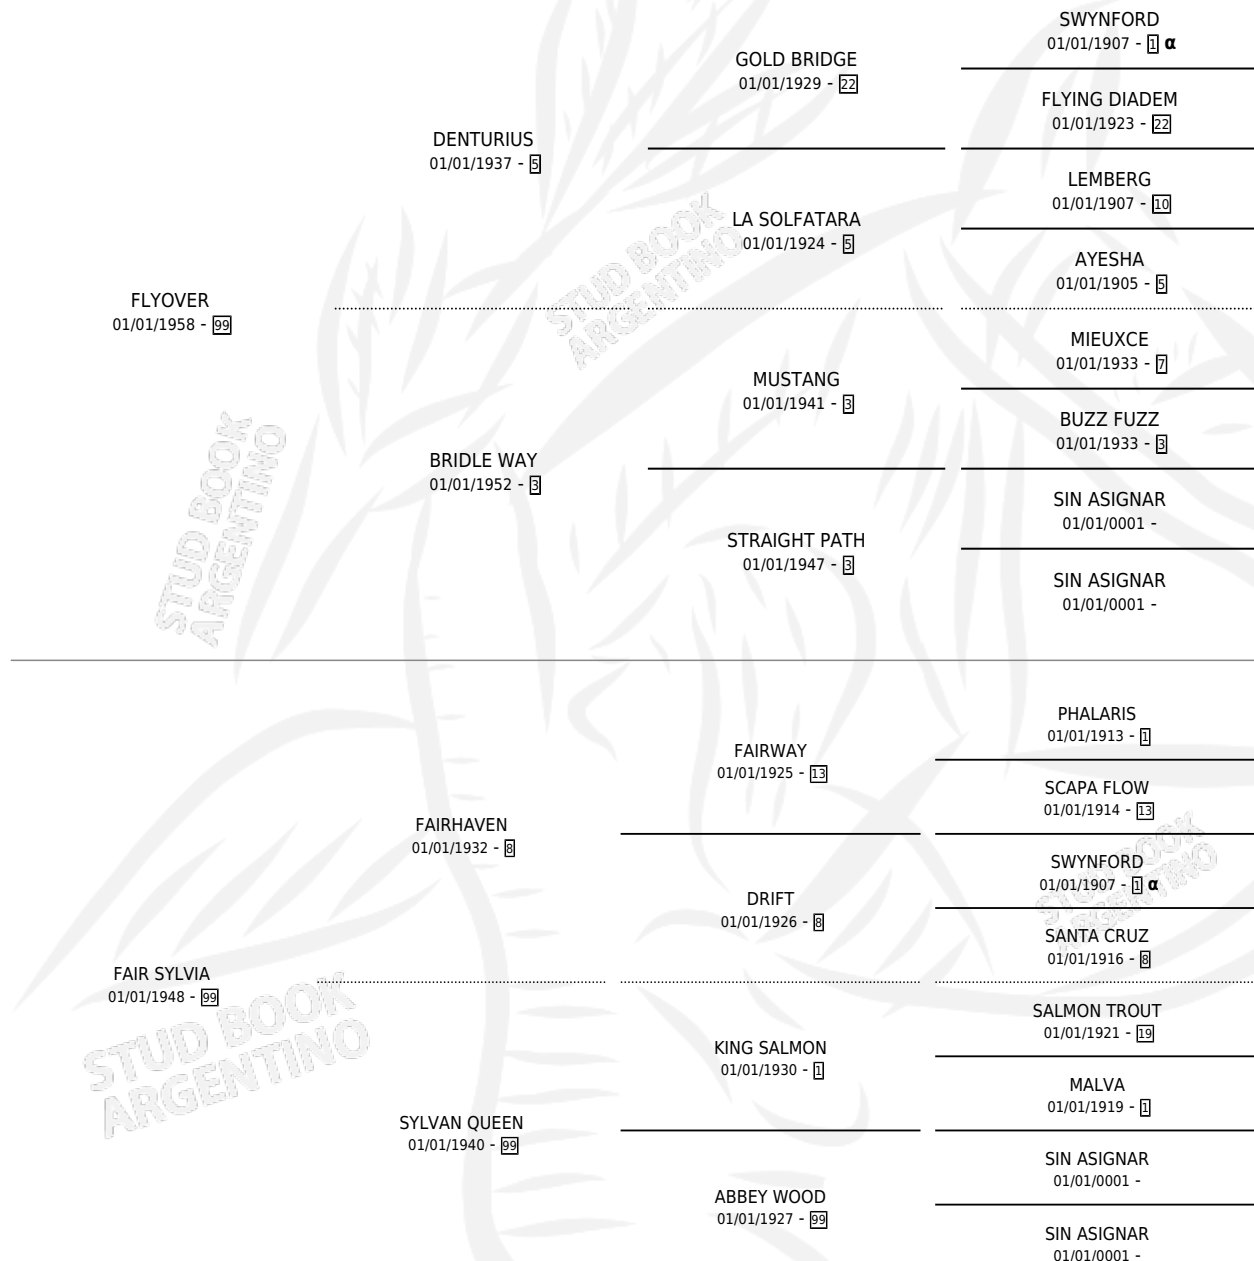 SWYNFORD
01/01/1907 - 1 α
GOLD BRIDGE
01/01/1929 - 22
FLYING DIADEM
01/01/1923 - 22
DENTURIUS
01/01/1937 - 5
LEMBERG
01/01/1907 - 10
LA SOLFATARA
01/01/1924 - 5
AYESHA
01/01/1905 - 5
FLYOVER
01/01/1958 - 99
MIEUXCE
01/01/1933 - 7
MUSTANG
01/01/1941 - 3
BUZZ FUZZ
01/01/1933 - 3
BRIDLE WAY
01/01/1952 - 3
SIN ASIGNAR
01/01/0001 -
STRAIGHT PATH
01/01/1947 - 3
SIN ASIGNAR
01/01/0001 -
PHALARIS
01/01/1913 - 1
FAIRWAY
01/01/1925 - 13
SCAPA FLOW
01/01/1914 - 13
FAIRHAVEN
01/01/1932 - 8
SWYNFORD
01/01/1907 - 1 α
DRIFT
01/01/1926 - 8
SANTA CRUZ
01/01/1916 - 8
FAIR SYLVIA
01/01/1948 - 99
SALMON TROUT
01/01/1921 - 19
KING SALMON
01/01/1930 - 1
MALVA
01/01/1919 - 1
SYLVAN QUEEN
01/01/1940 - 99
SIN ASIGNAR
01/01/0001 -
ABBEY WOOD
01/01/1927 - 99
SIN ASIGNAR
01/01/0001 -
STUD BOOK
ARGENTINO
STUD BOOK
ARGENTINO
STUD BOOK
ARGENTINO
STUD BOOK
ARGENTINO